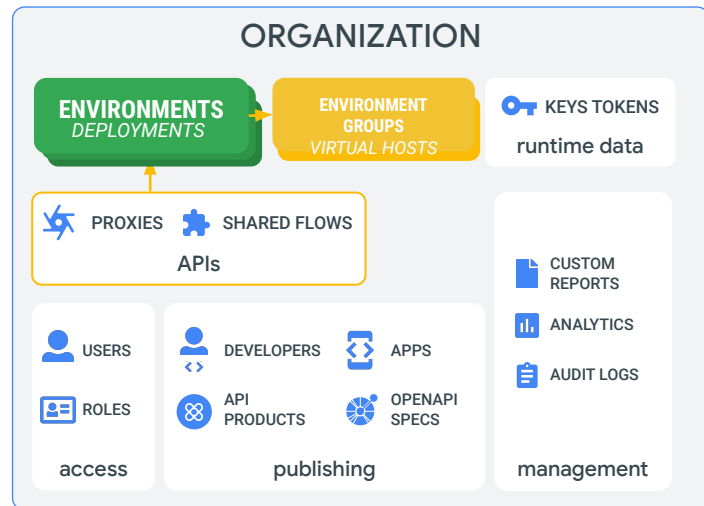 ORGANIZATION
ENVIRONMENTS
DEPLOYMENTS
ENVIRONMENT
GROUPS
VIRTUAL HOSTS
KEYS TOKENS
runtime data
PROXIES
SHARED FLOWS
APIs
CUSTOM
REPORTS
ANALYTICS
AUDIT LOGS
management
USERS
ROLES
access
DEVELOPERS
APPS
API
PRODUCTS
OPENAPI
SPECS
publishing